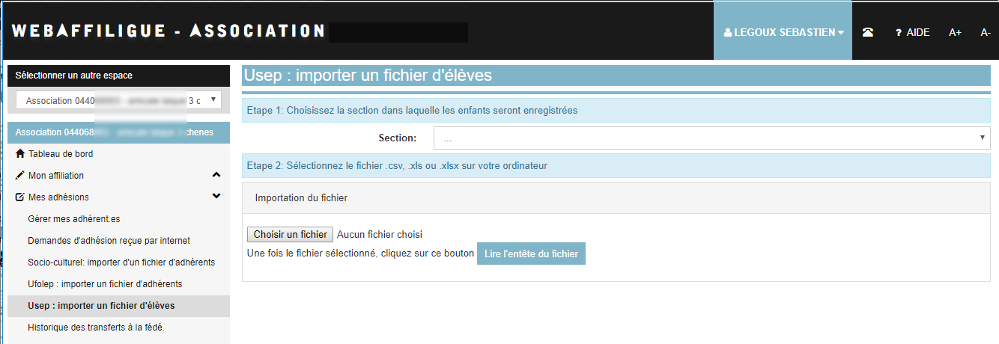 WEBAFFILIGUE - ASSOCIATION
LEGOUX SEBASTIEN
? AIDE
A+
A-
Sélectionner un autre espace
Association 0440 3 c
Association 044068 chenes
Tableau de bord
Mon affiliation
Mes adhésions
Gérer mes adhérent.es
Demandes d'adhésion reçue par internet
Socio-culturel: importer d'un fichier d'adhérents
Ufolep : importer un fichier d'adhérents
Usep : importer un fichier d'élèves
Historique des transferts à la fédé.
Usep : importer un fichier d'élèves
Etape 1: Choisissez la section dans laquelle les enfants seront enregistrées
Section: ...
Etape 2: Sélectionnez le fichier .csv, .xls ou .xlsx sur votre ordinateur
Importation du fichier
Choisir un fichier Aucun fichier choisi
Une fois le fichier sélectionné, cliquez sur ce bouton Lire l'entête du fichier